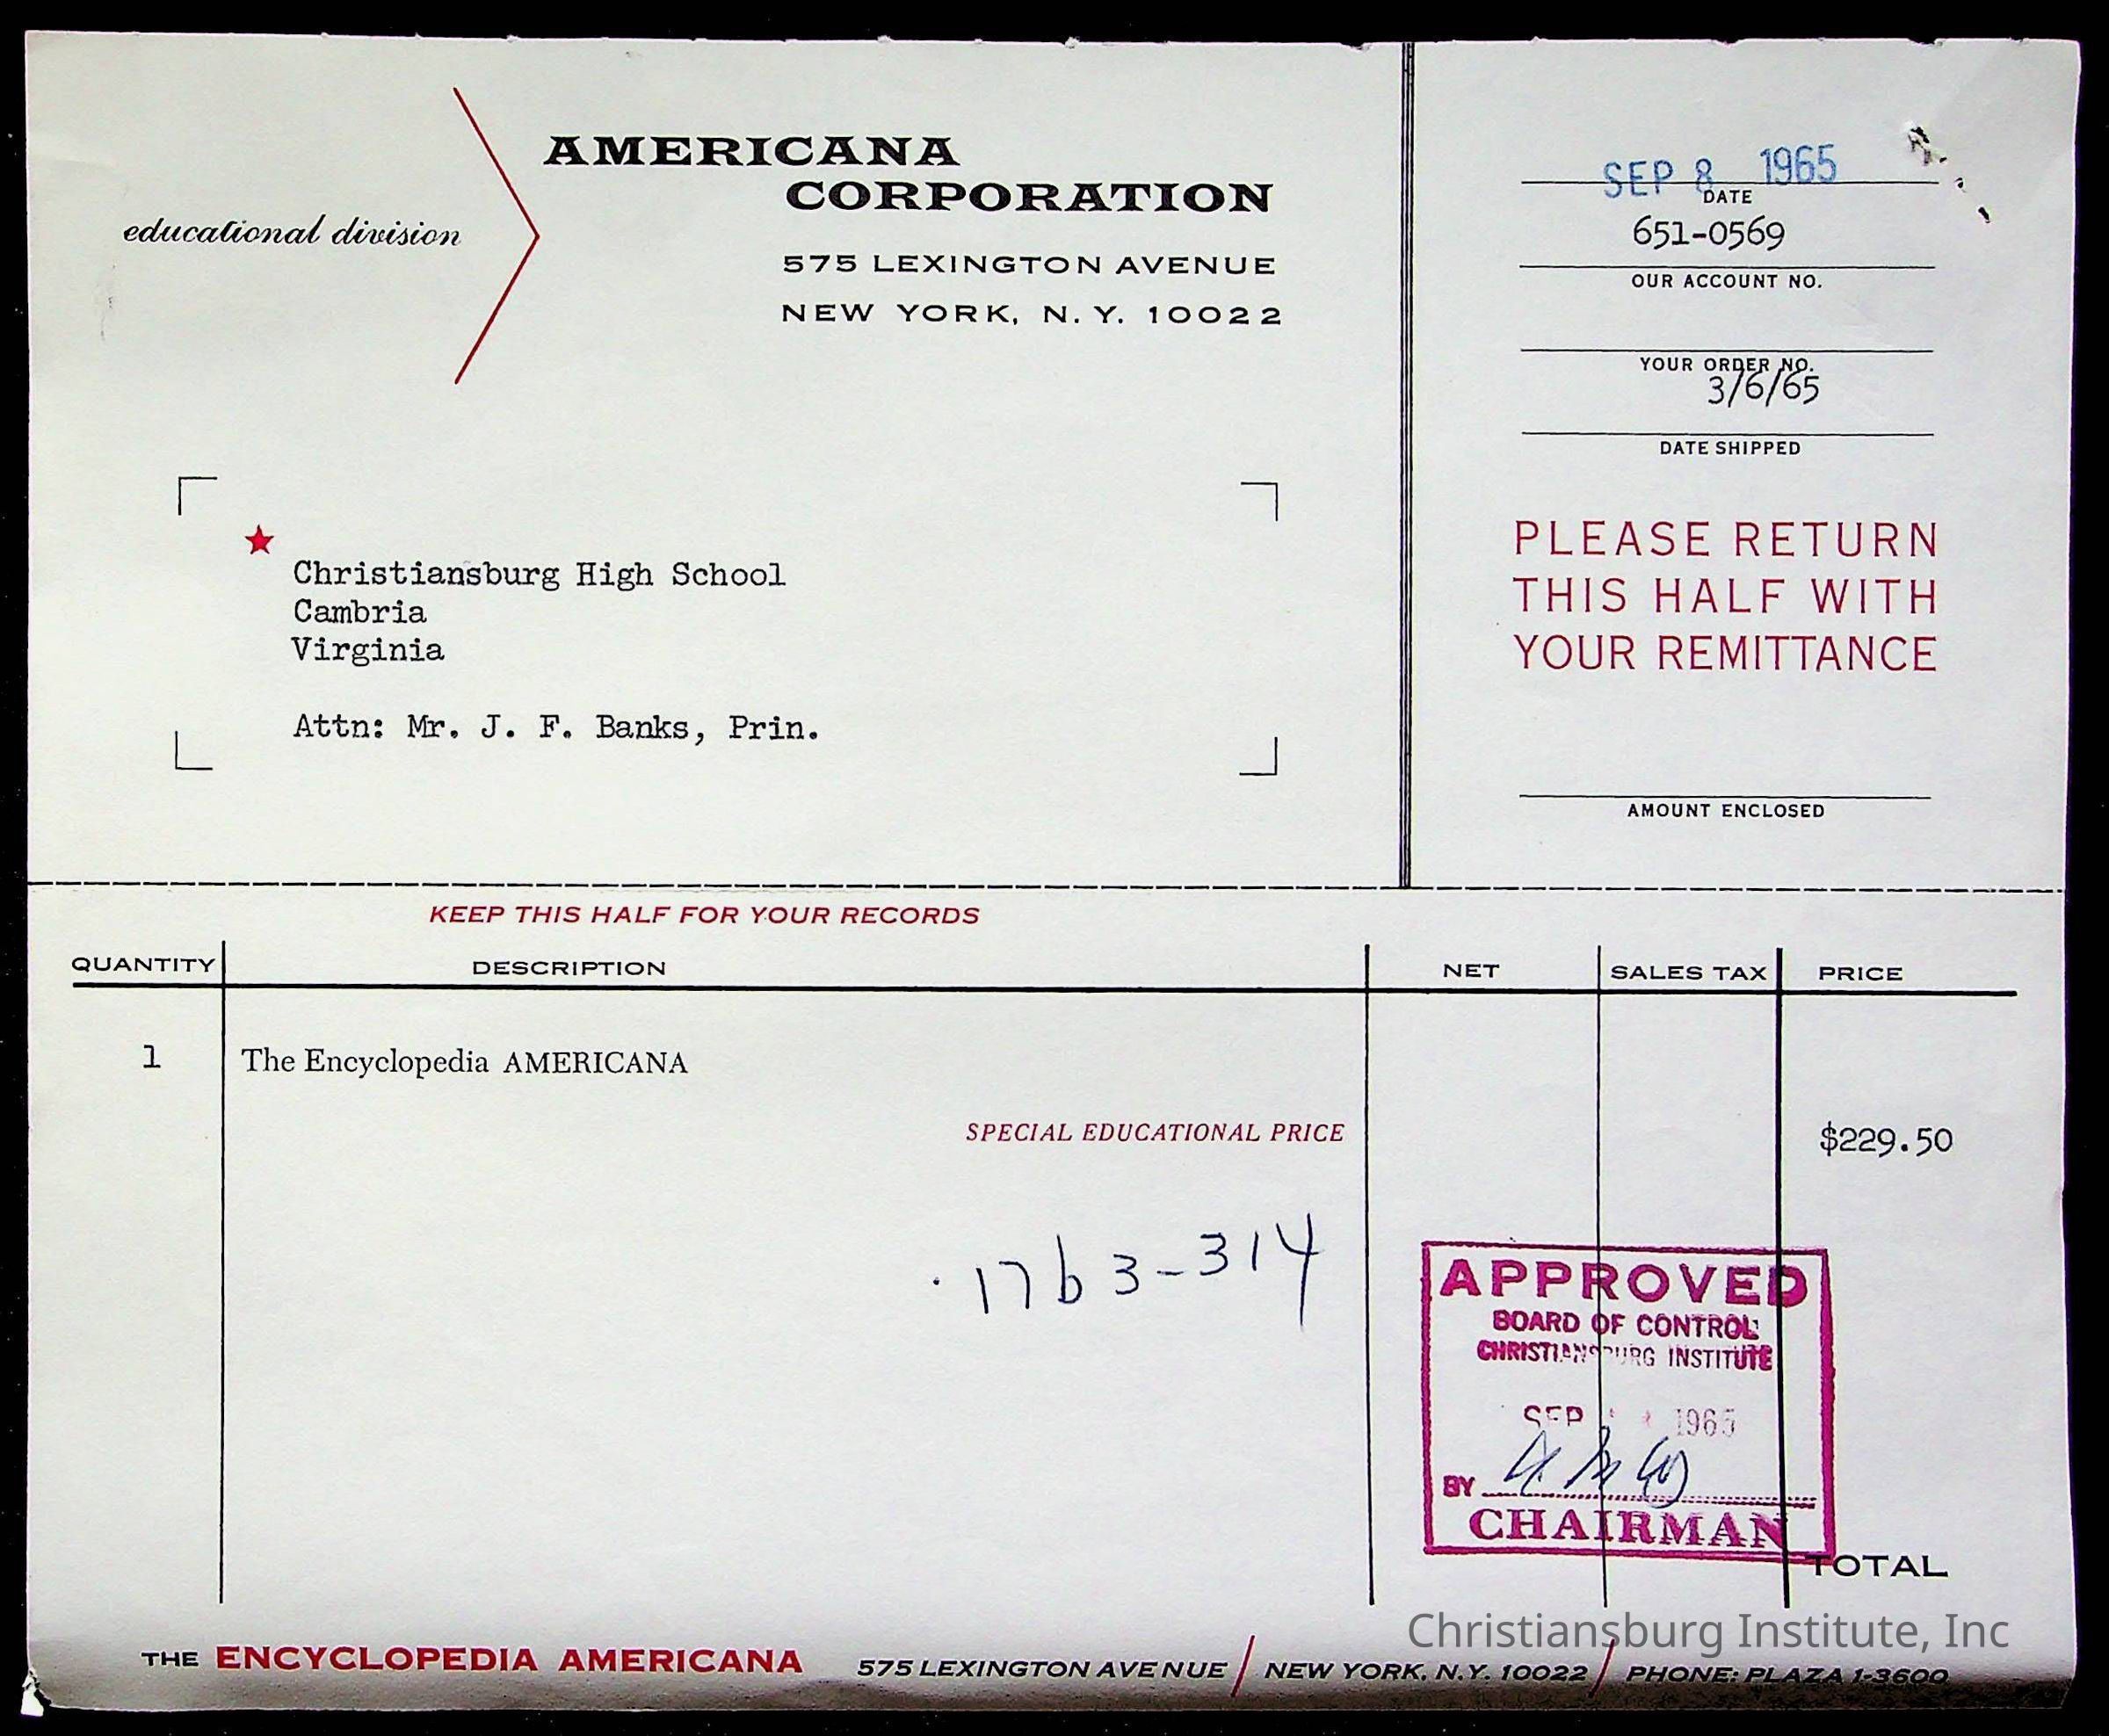 AMERICANA
CORPORATION
educational division
575 LEXINGTON AVENUE
NEW YORK, N. Y. 10022
SEP 8 1965
DATE
651-0569
OUR ACCOUNT NO.
YOUR ORDER NO.
3/6/65
DATE SHIPPED
PLEASE RETURN
THIS HALF WITH
YOUR REMITTANCE
AMOUNT ENCLOSED
Christiansburg High School
Cambria
Virginia
Attn: Mr. J. F. Banks, Prin.
KEEP THIS HALF FOR YOUR RECORDS
QUANTITY DESCRIPTION NET SALES TAX PRICE
1 The Encyclopedia AMERICANA
SPECIAL EDUCATIONAL PRICE $229.50
17b3-314
APPROVED
BOARD OF CONTROL
CHRISTIANSBURG INSTITUTE
SEP 1965
BY
CHAIRMAN
TOTAL
Christiansburg Institute, Inc
THE ENCYCLOPEDIA AMERICANA 575 LEXINGTON AVENUE / NEW YORK, N.Y. 10022 / PHONE: PLAZA 1-3600